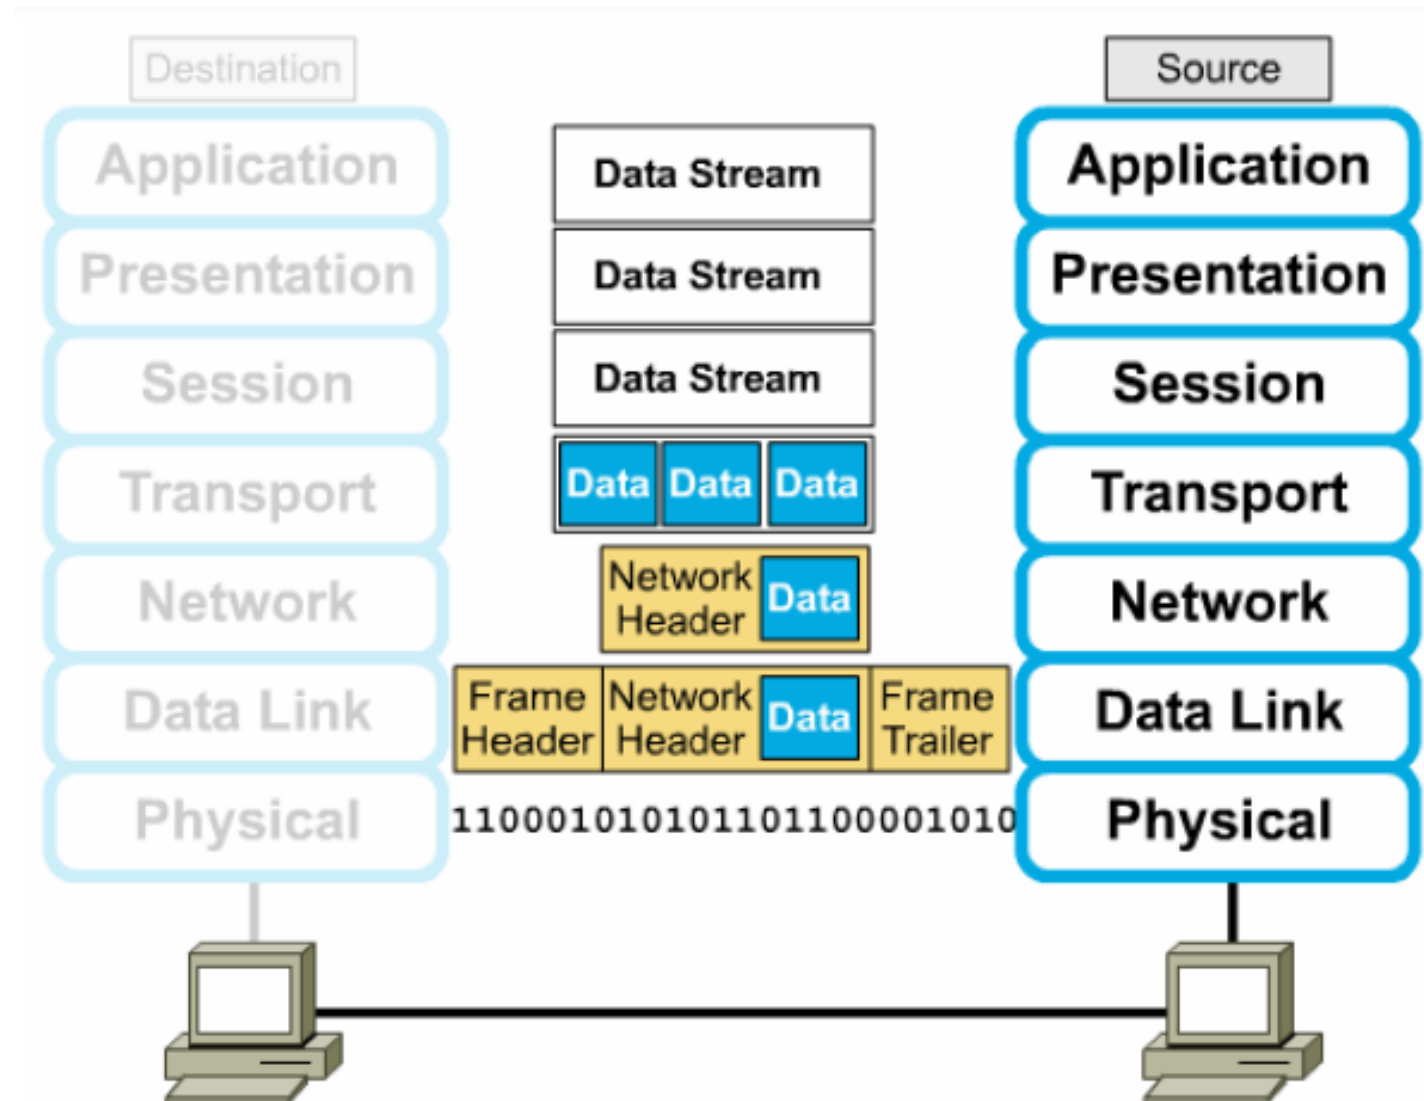 Destination
Source
Application
Data Stream
Application
Presentation
Data Stream
Presentation
Session
Data Stream
Session
Transport
Data Data Data
Transport
Network
Network
Header
Data
Network
Data Link
Frame
Header
Network
Header
Data
Frame
Trailer
Data Link
Physical
110001010101101100001010
Physical